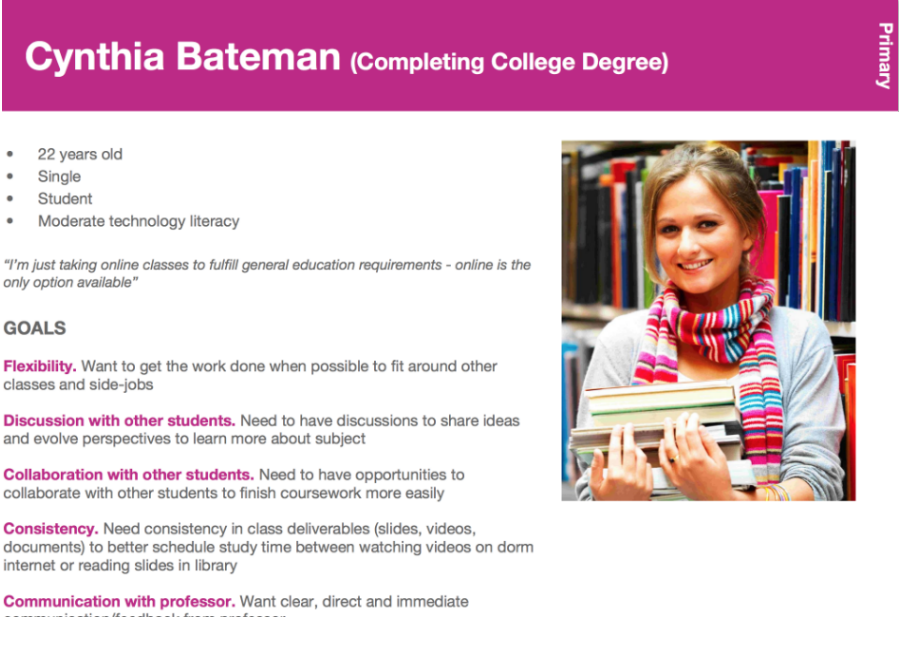 Cynthia Bateman (Completing College Degree)
Primary
• 22 years old
• Single
• Student
• Moderate technology literacy
“I’m just taking online classes to fulfill general education requirements - online is the
only option available”
GOALS
Flexibility. Want to get the work done when possible to fit around other
classes and side-jobs
Discussion with other students. Need to have discussions to share ideas
and evolve perspectives to learn more about subject
Collaboration with other students. Need to have opportunities to
collaborate with other students to finish coursework more easily
Consistency. Need consistency in class deliverables (slides, videos,
documents) to better schedule study time between watching videos on dorm
internet or reading slides in library
Communication with professor. Want clear, direct and immediate
communication/feedback from professor